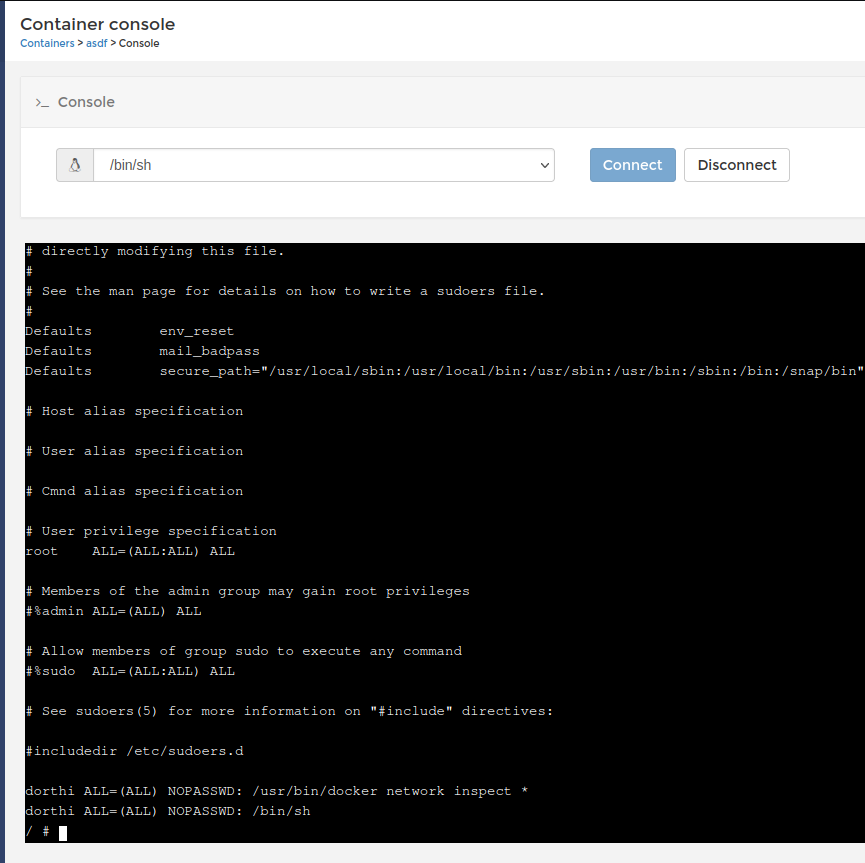 Container console
Containers > asdf > Console
>_ Console
/bin/sh
Connect
Disconnect
# directly modifying this file.
#
# See the man page for details on how to write a sudoers file.
#
Defaults        env_reset
Defaults        mail_badpass
Defaults        secure_path="/usr/local/sbin:/usr/local/bin:/usr/sbin:/usr/bin:/sbin:/bin:/snap/bin"
# Host alias specification
# User alias specification
# Cmnd alias specification
# User privilege specification
root    ALL=(ALL:ALL) ALL
# Members of the admin group may gain root privileges
#%admin ALL=(ALL) ALL
# Allow members of group sudo to execute any command
#%sudo  ALL=(ALL:ALL) ALL
# See sudoers(5) for more information on "#include" directives:
#includedir /etc/sudoers.d
dorthi ALL=(ALL) NOPASSWD: /usr/bin/docker network inspect *
dorthi ALL=(ALL) NOPASSWD: /bin/sh
/ #